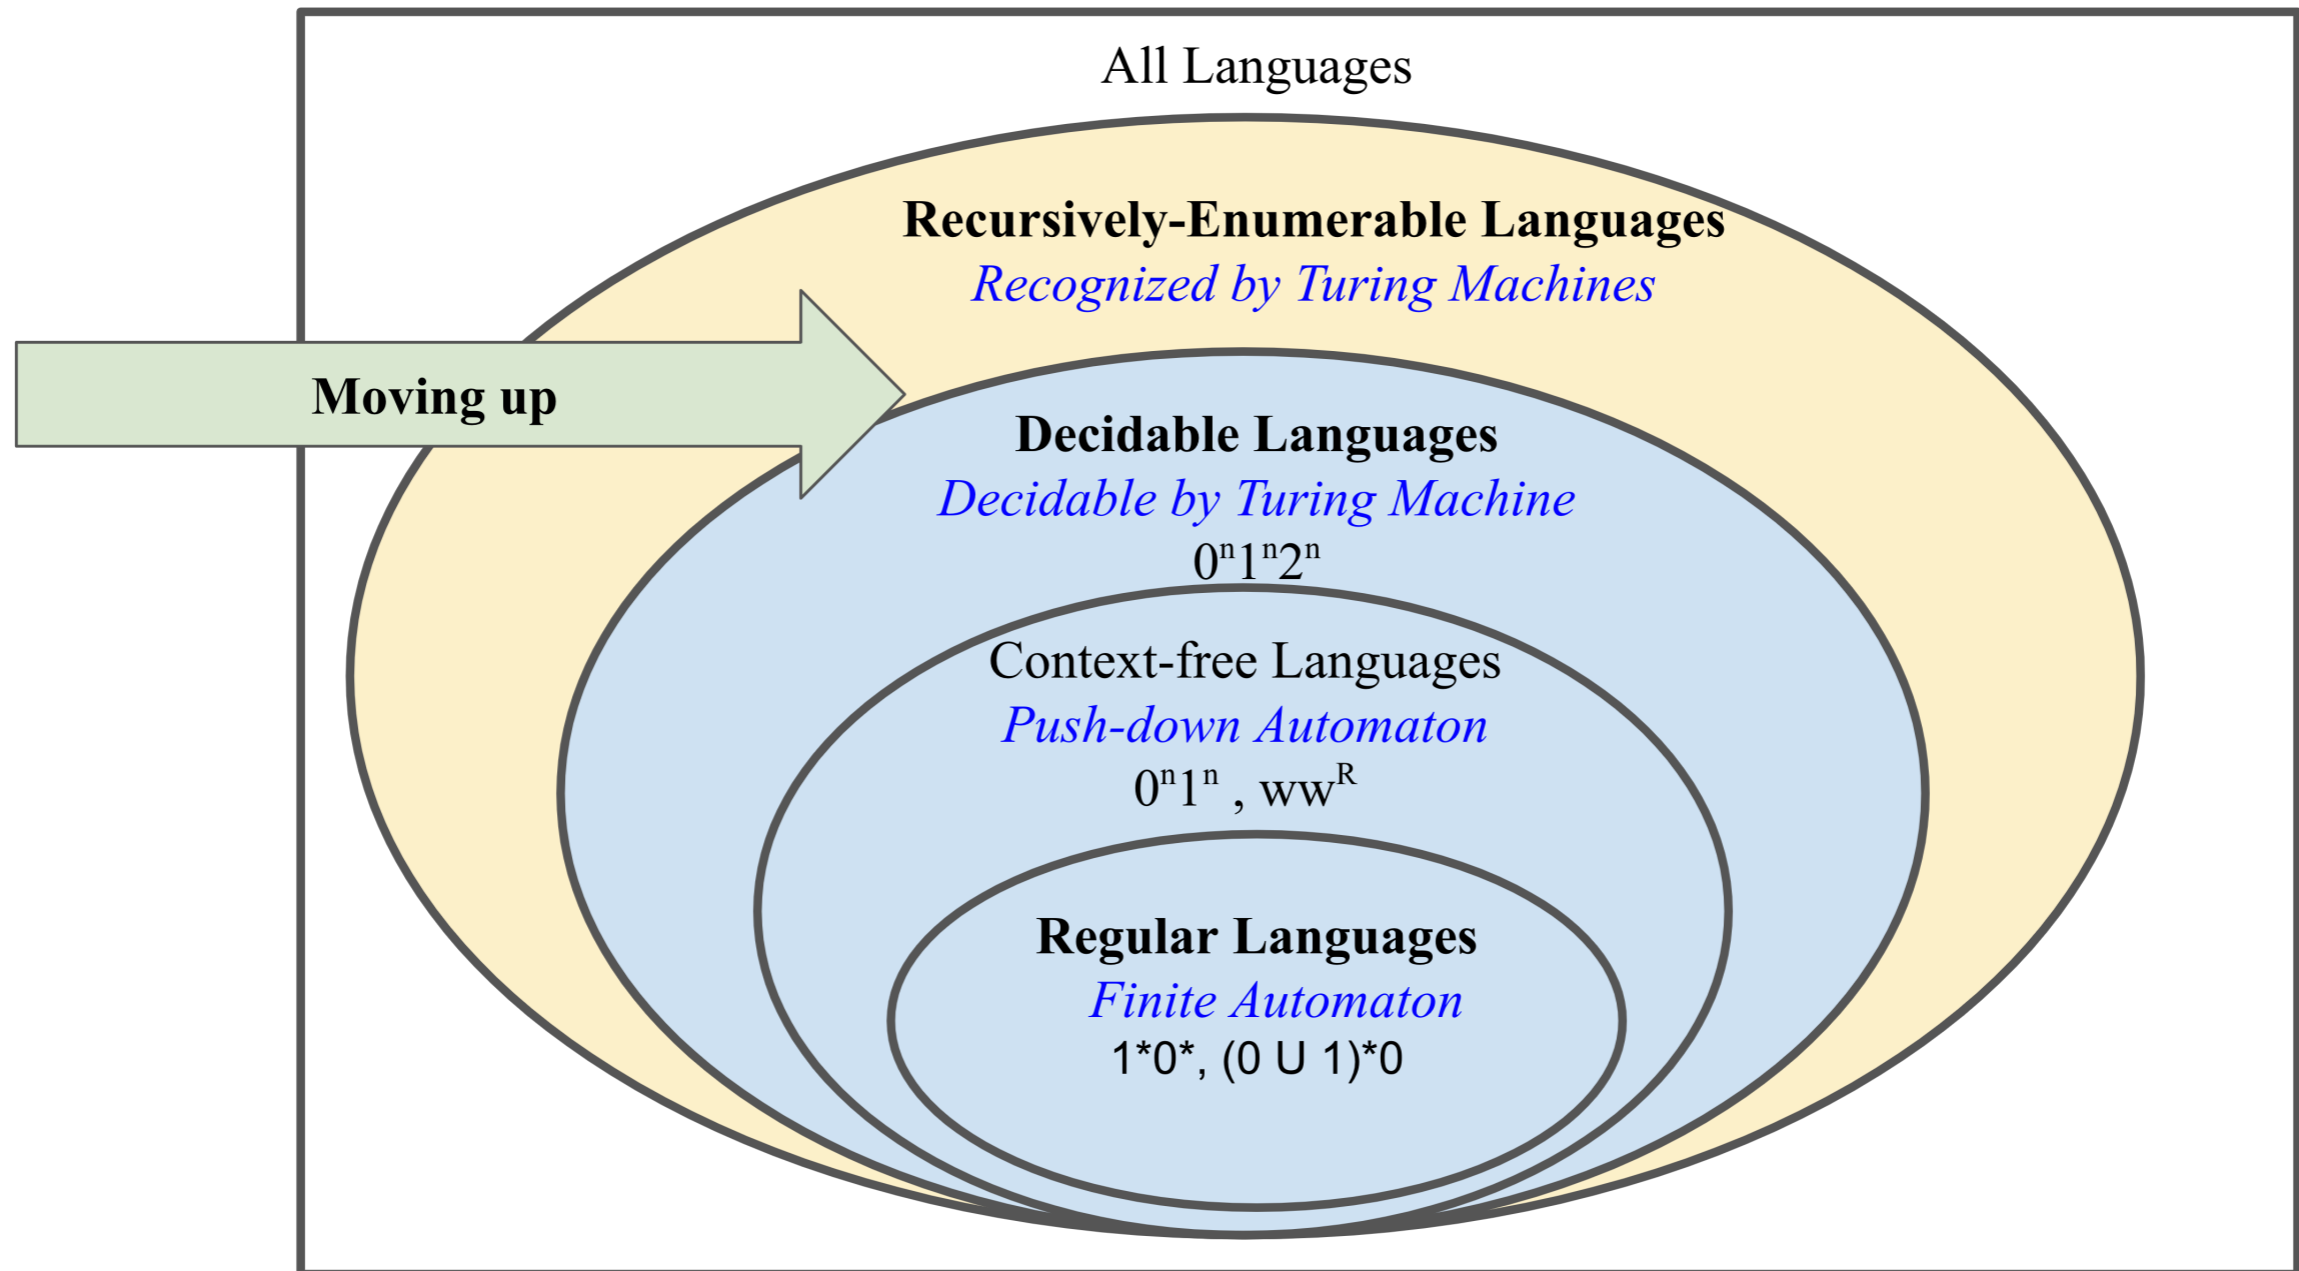 All Languages
Recursively-Enumerable Languages
Recognized by Turing Machines
Moving up
Decidable Languages
Decidable by Turing Machine
0ⁿ1ⁿ2ⁿ
Context-free Languages
Push-down Automaton
0ⁿ1ⁿ , wwᴿ
Regular Languages
Finite Automaton
1*0*, (0 U 1)*0